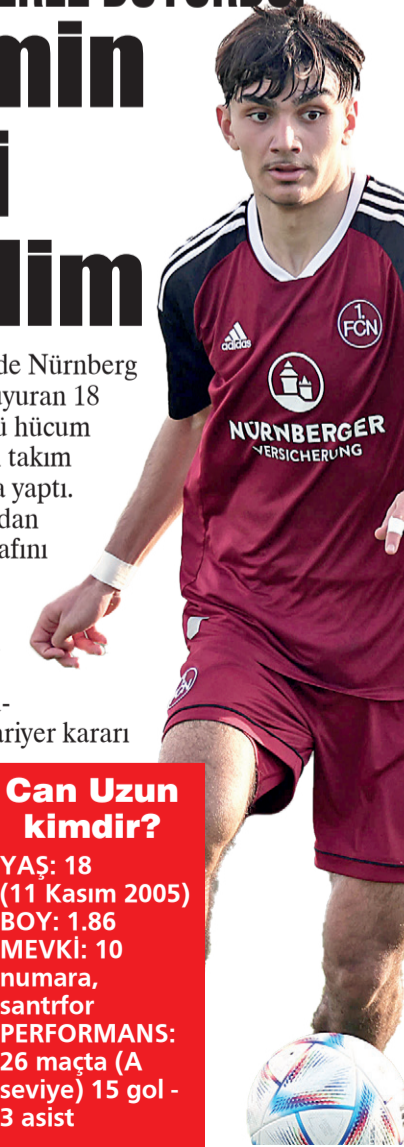 min
i
lim
de Nürnberg
uyuran 18
ü hücum
takım
a yaptı.
dan
afını
ariyer kararı
Can Uzun
kimdir?
YAŞ: 18
(11 Kasım 2005)
BOY: 1.86
MEVKİ: 10
numara,
santrfor
PERFORMANS:
26 maçta (A
seviye) 15 gol -
3 asist
adidas
1.
FCN
NÜRNBERGER
VERSICHERUNG